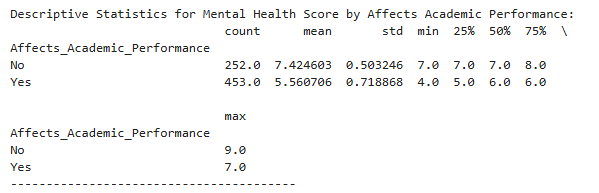 Descriptive Statistics for Mental Health Score by Affects Academic Performance:
count mean std min 25% 50% 75% \
Affects_Academic_Performance
No 252.0 7.424603 0.503246 7.0 7.0 7.0 8.0
Yes 453.0 5.560706 0.718868 4.0 5.0 6.0 6.0
max
Affects_Academic_Performance
No 9.0
Yes 7.0
----------------------------------------